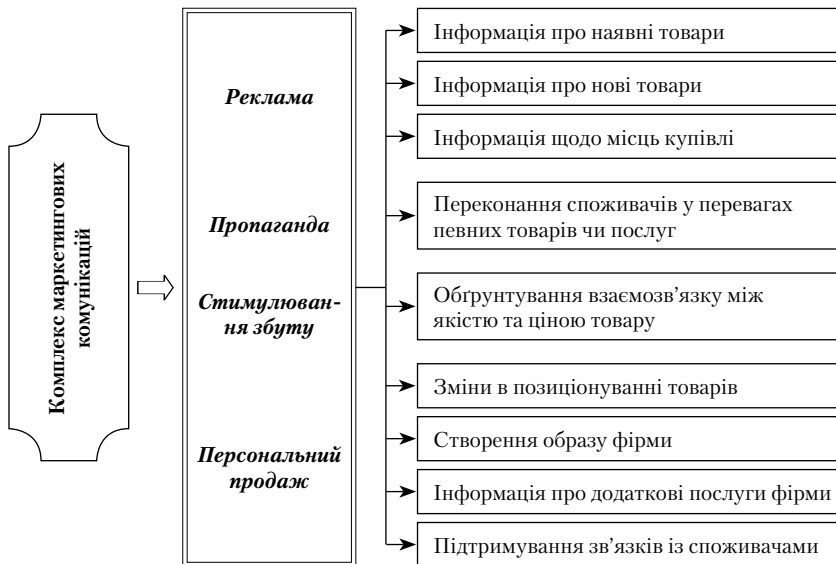 Комплекс маркетингових
комунікацій
Реклама
Пропаганда
Стимулюван-
ня збуту
Персональний
продаж
Інформація про наявні товари
Інформація про нові товари
Інформація щодо місць купівлі
Переконання споживачів у перевагах
певних товарів чи послуг
Обґрунтування взаємозв'язку між
якістю та ціною товару
Зміни в позиціонуванні товарів
Створення образу фірми
Інформація про додаткові послуги фірми
Підтримування зв'язків із споживачами